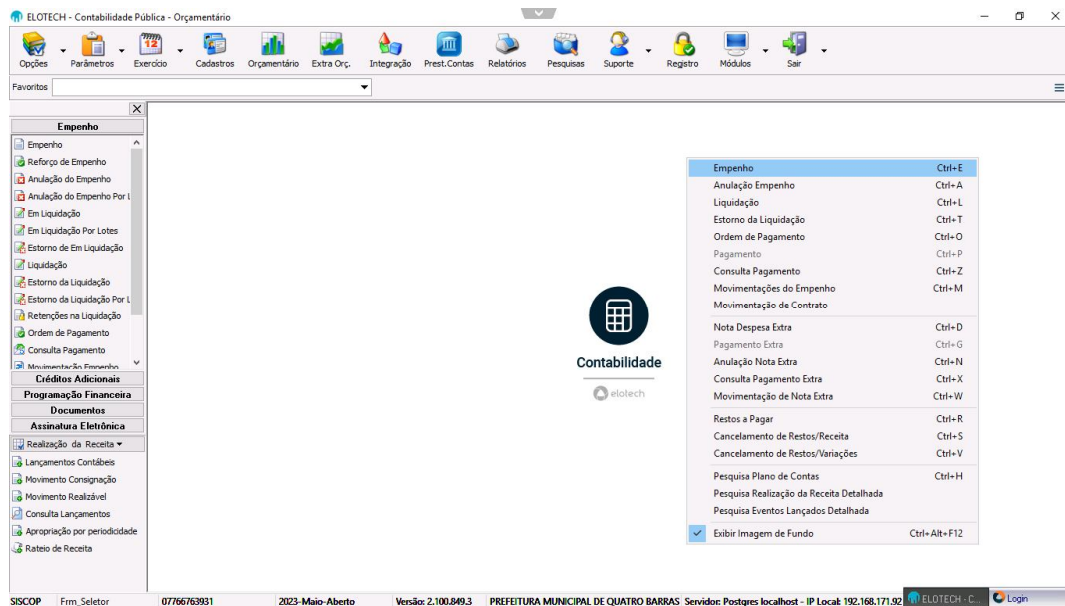 ELOTECH - Contabilidade Pública - Orçamentário
Opções Parâmetros Exercício Cadastros Orçamentário Extra Orç. Integração Prest.Contas Relatórios Pesquisas Suporte Registro Módulos Sair
12
Favoritos
Empenho
Empenho
Reforço de Empenho
Anulação do Empenho
Anulação do Empenho Por L
Em Liquidação
Em Liquidação Por Lotes
Estorno de Em Liquidação
Liquidação
Estorno da Liquidação
Estorno da Liquidação Por L
Retenções na Liquidação
Ordem de Pagamento
Consulta Pagamento
Movimentação Empenho
Créditos Adicionais
Programação Financeira
Documentos
Assinatura Eletrônica
Realização da Receita
Lançamentos Contábeis
Movimento Consignação
Movimento Realizável
Consulta Lançamentos
Apropriação por periodicidade
Rateio de Receita
Contabilidade
elotech
Empenho Ctrl+E
Anulação Empenho Ctrl+A
Liquidação Ctrl+L
Estorno da Liquidação Ctrl+T
Ordem de Pagamento Ctrl+O
Pagamento Ctrl+P
Consulta Pagamento Ctrl+Z
Movimentações do Empenho Ctrl+M
Movimentação de Contrato
Nota Despesa Extra Ctrl+D
Pagamento Extra Ctrl+G
Anulação Nota Extra Ctrl+N
Consulta Pagamento Extra Ctrl+X
Movimentação de Nota Extra Ctrl+W
Restos a Pagar Ctrl+R
Cancelamento de Restos/Receita Ctrl+S
Cancelamento de Restos/Variações Ctrl+V
Pesquisa Plano de Contas Ctrl+H
Pesquisa Realização da Receita Detalhada
Pesquisa Eventos Lançados Detalhada
Exibir Imagem de Fundo Ctrl+Alt+F12
SISCOP Frm_Seletor 07766763931 2023-Maio-Aberto Versão: 2.100.849.3 PREFEITURA MUNICIPAL DE QUATRO BARRAS Servidor: Postgres localhost - IP Local: 192.168.171.92 ELOTECH - C... Login